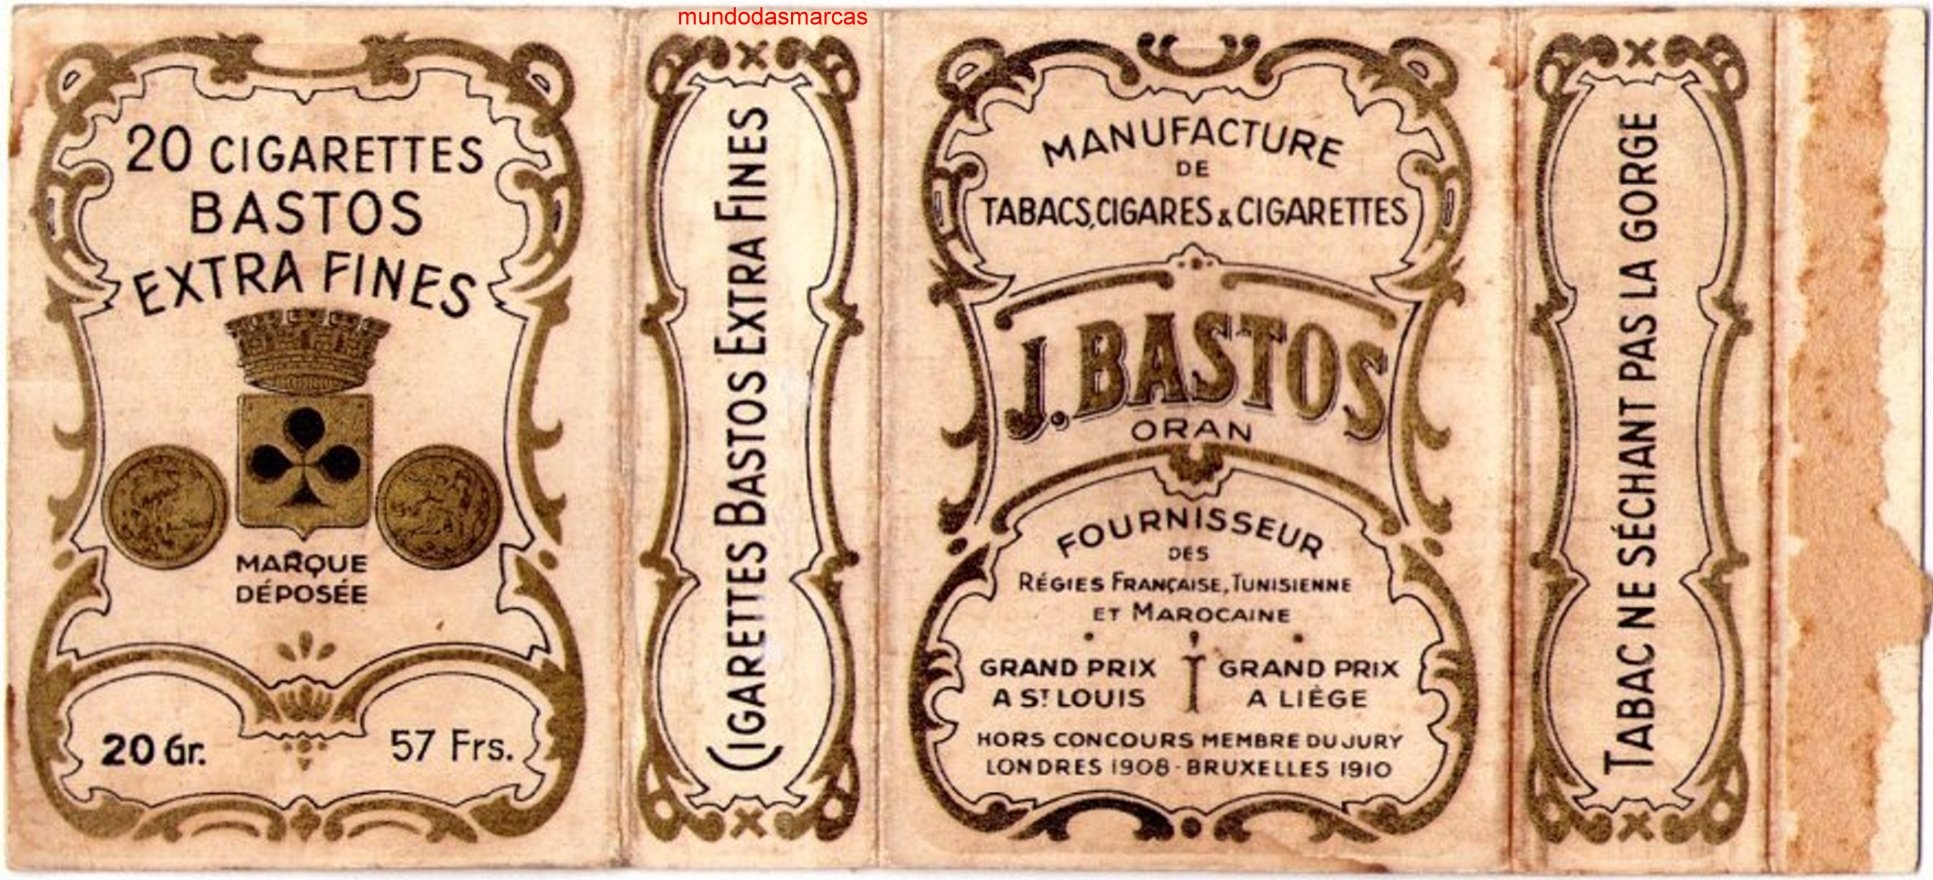 mundodasmarcas
20 CIGARETTES
BASTOS
EXTRA FINES
MARQUE
DÉPOSÉE
20 Gr.
57 Frs.
CIGARETTES BASTOS EXTRA FINES
MANUFACTURE
DE
TABACS, CIGARES & CIGARETTES
J. BASTOS
ORAN
FOURNISSEUR
DES
RÉGIES FRANÇAISE, TUNISIENNE
ET MAROCAINE
GRAND PRIX
A ST LOUIS
GRAND PRIX
A LIÈGE
HORS CONCOURS MEMBRE DU JURY
LONDRES 1908 - BRUXELLES 1910
TABAC NE SÉCHANT PAS LA GORGE